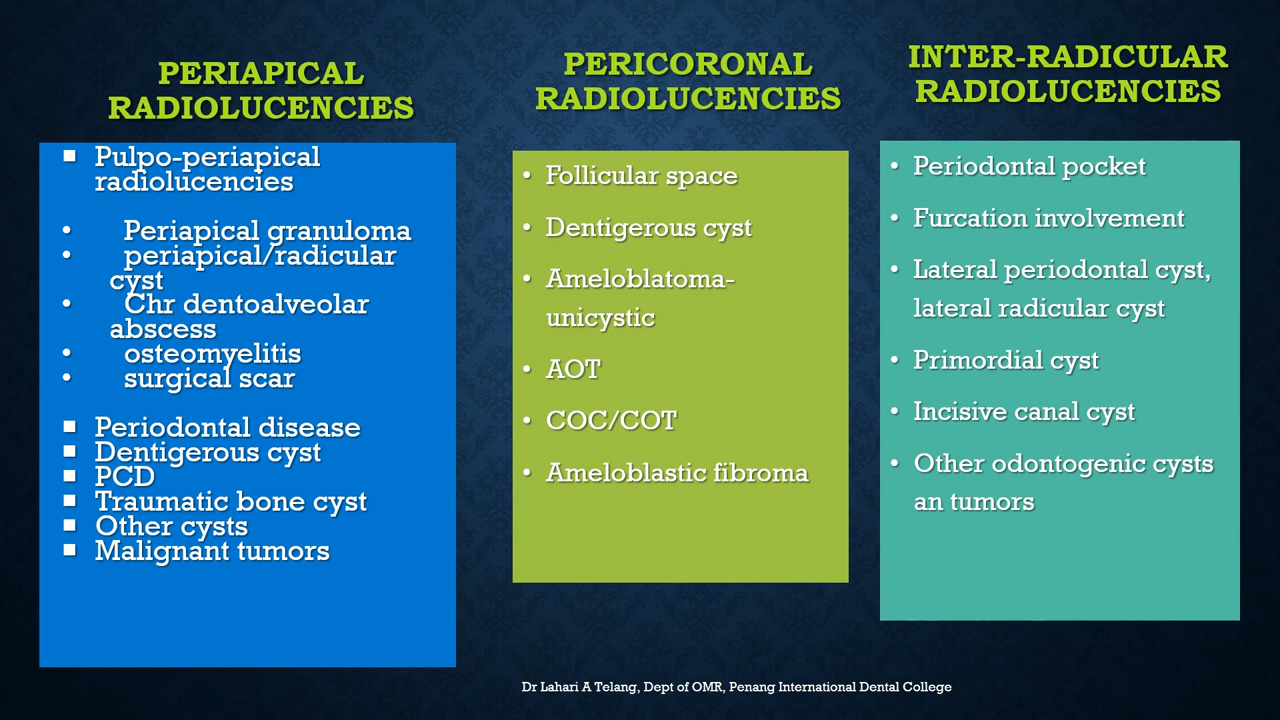 PERIAPICAL
RADIOLUCENCIES
▪ Pulpo-periapical
radiolucencies
• Periapical granuloma
• periapical/radicular
cyst
• Chr dentoalveolar
abscess
• osteomyelitis
• surgical scar
▪ Periodontal disease
▪ Dentigerous cyst
▪ PCD
▪ Traumatic bone cyst
▪ Other cysts
▪ Malignant tumors
PERICORONAL
RADIOLUCENCIES
• Follicular space
• Dentigerous cyst
• Ameloblatoma-
unicystic
• AOT
• COC/COT
• Ameloblastic fibroma
INTER-RADICULAR
RADIOLUCENCIES
• Periodontal pocket
• Furcation involvement
• Lateral periodontal cyst,
lateral radicular cyst
• Primordial cyst
• Incisive canal cyst
• Other odontogenic cysts
an tumors
Dr Lahari A Telang, Dept of OMR, Penang International Dental College